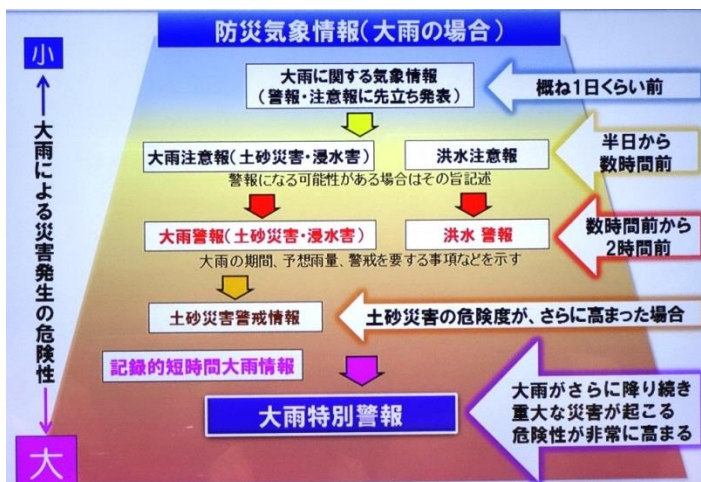 防災気象情報(大雨の場合)
小
大雨による災害発生の危険性
大
大雨に関する気象情報
(警報・注意報に先立ち発表)
概ね1日くらい前
大雨注意報(土砂災害・浸水害)
洪水注意報
半日から
数時間前
警報になる可能性がある場合はその旨記述
大雨警報(土砂災害・浸水害)
洪水 警報
数時間前から
2時間前
大雨の期間、予想雨量、警戒を要する事項などを示す
土砂災害警戒情報
土砂災害の危険度が、さらに高まった場合
記録的短時間大雨情報
大雨特別警報
大雨がさらに降り続き
重大な災害が起こる
危険性が非常に高まる